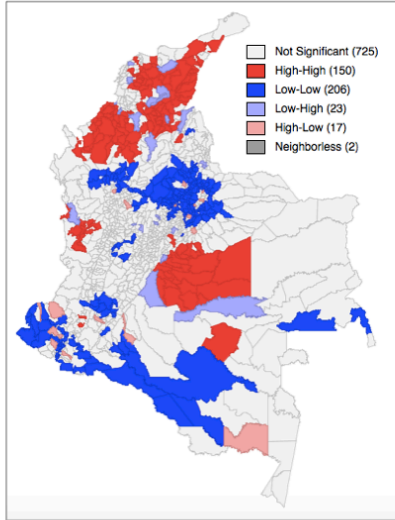 Not Significant (725)
High-High (150)
Low-Low (206)
Low-High (23)
High-Low (17)
Neighborless (2)